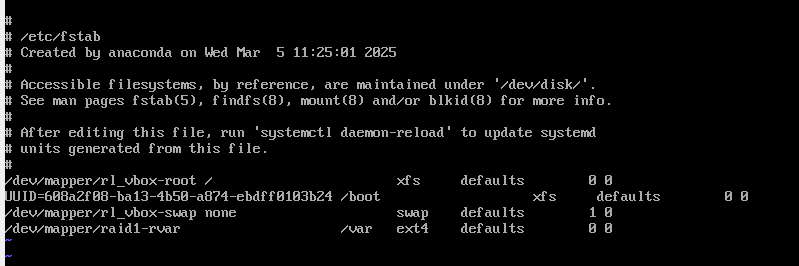 #
# /etc/fstab
# Created by anaconda on Wed Mar  5 11:25:01 2025
#
# Accessible filesystems, by reference, are maintained under '/dev/disk/'.
# See man pages fstab(5), findfs(8), mount(8) and/or blkid(8) for more info.
#
# After editing this file, run 'systemctl daemon-reload' to update systemd
# units generated from this file.
#
/dev/mapper/rl_vbox-root /                       xfs     defaults        0 0
UUID=608a2f08-ba13-4b50-a874-ebdff0103b24 /boot                   xfs     defaults        0 0
/dev/mapper/rl_vbox-swap none                    swap    defaults        1 0
/dev/mapper/raid1-rvar                    /var   ext4    defaults        0 0
~
~